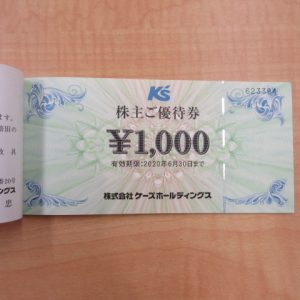 K's
株主ご優待券
¥1,000
有効期限:2020年6月30日まで
株式会社 ケーズホールディングス
ます。